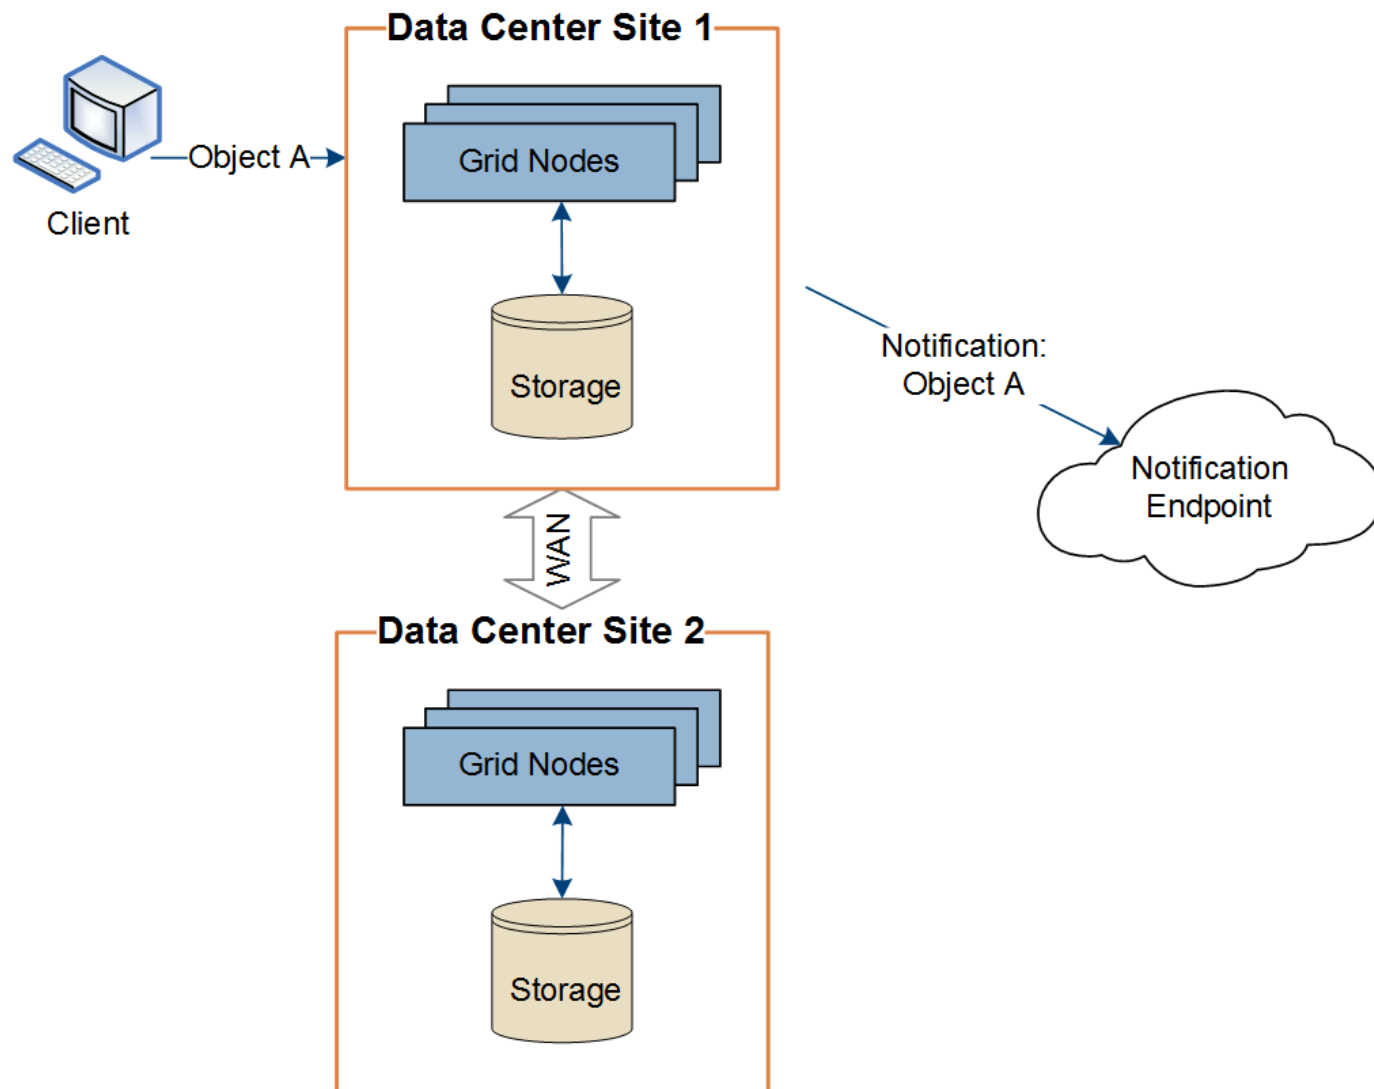 Data Center Site 1
Client
Object A
Grid Nodes
Storage
Notification:
Object A
Notification
Endpoint
WAN
Data Center Site 2
Grid Nodes
Storage